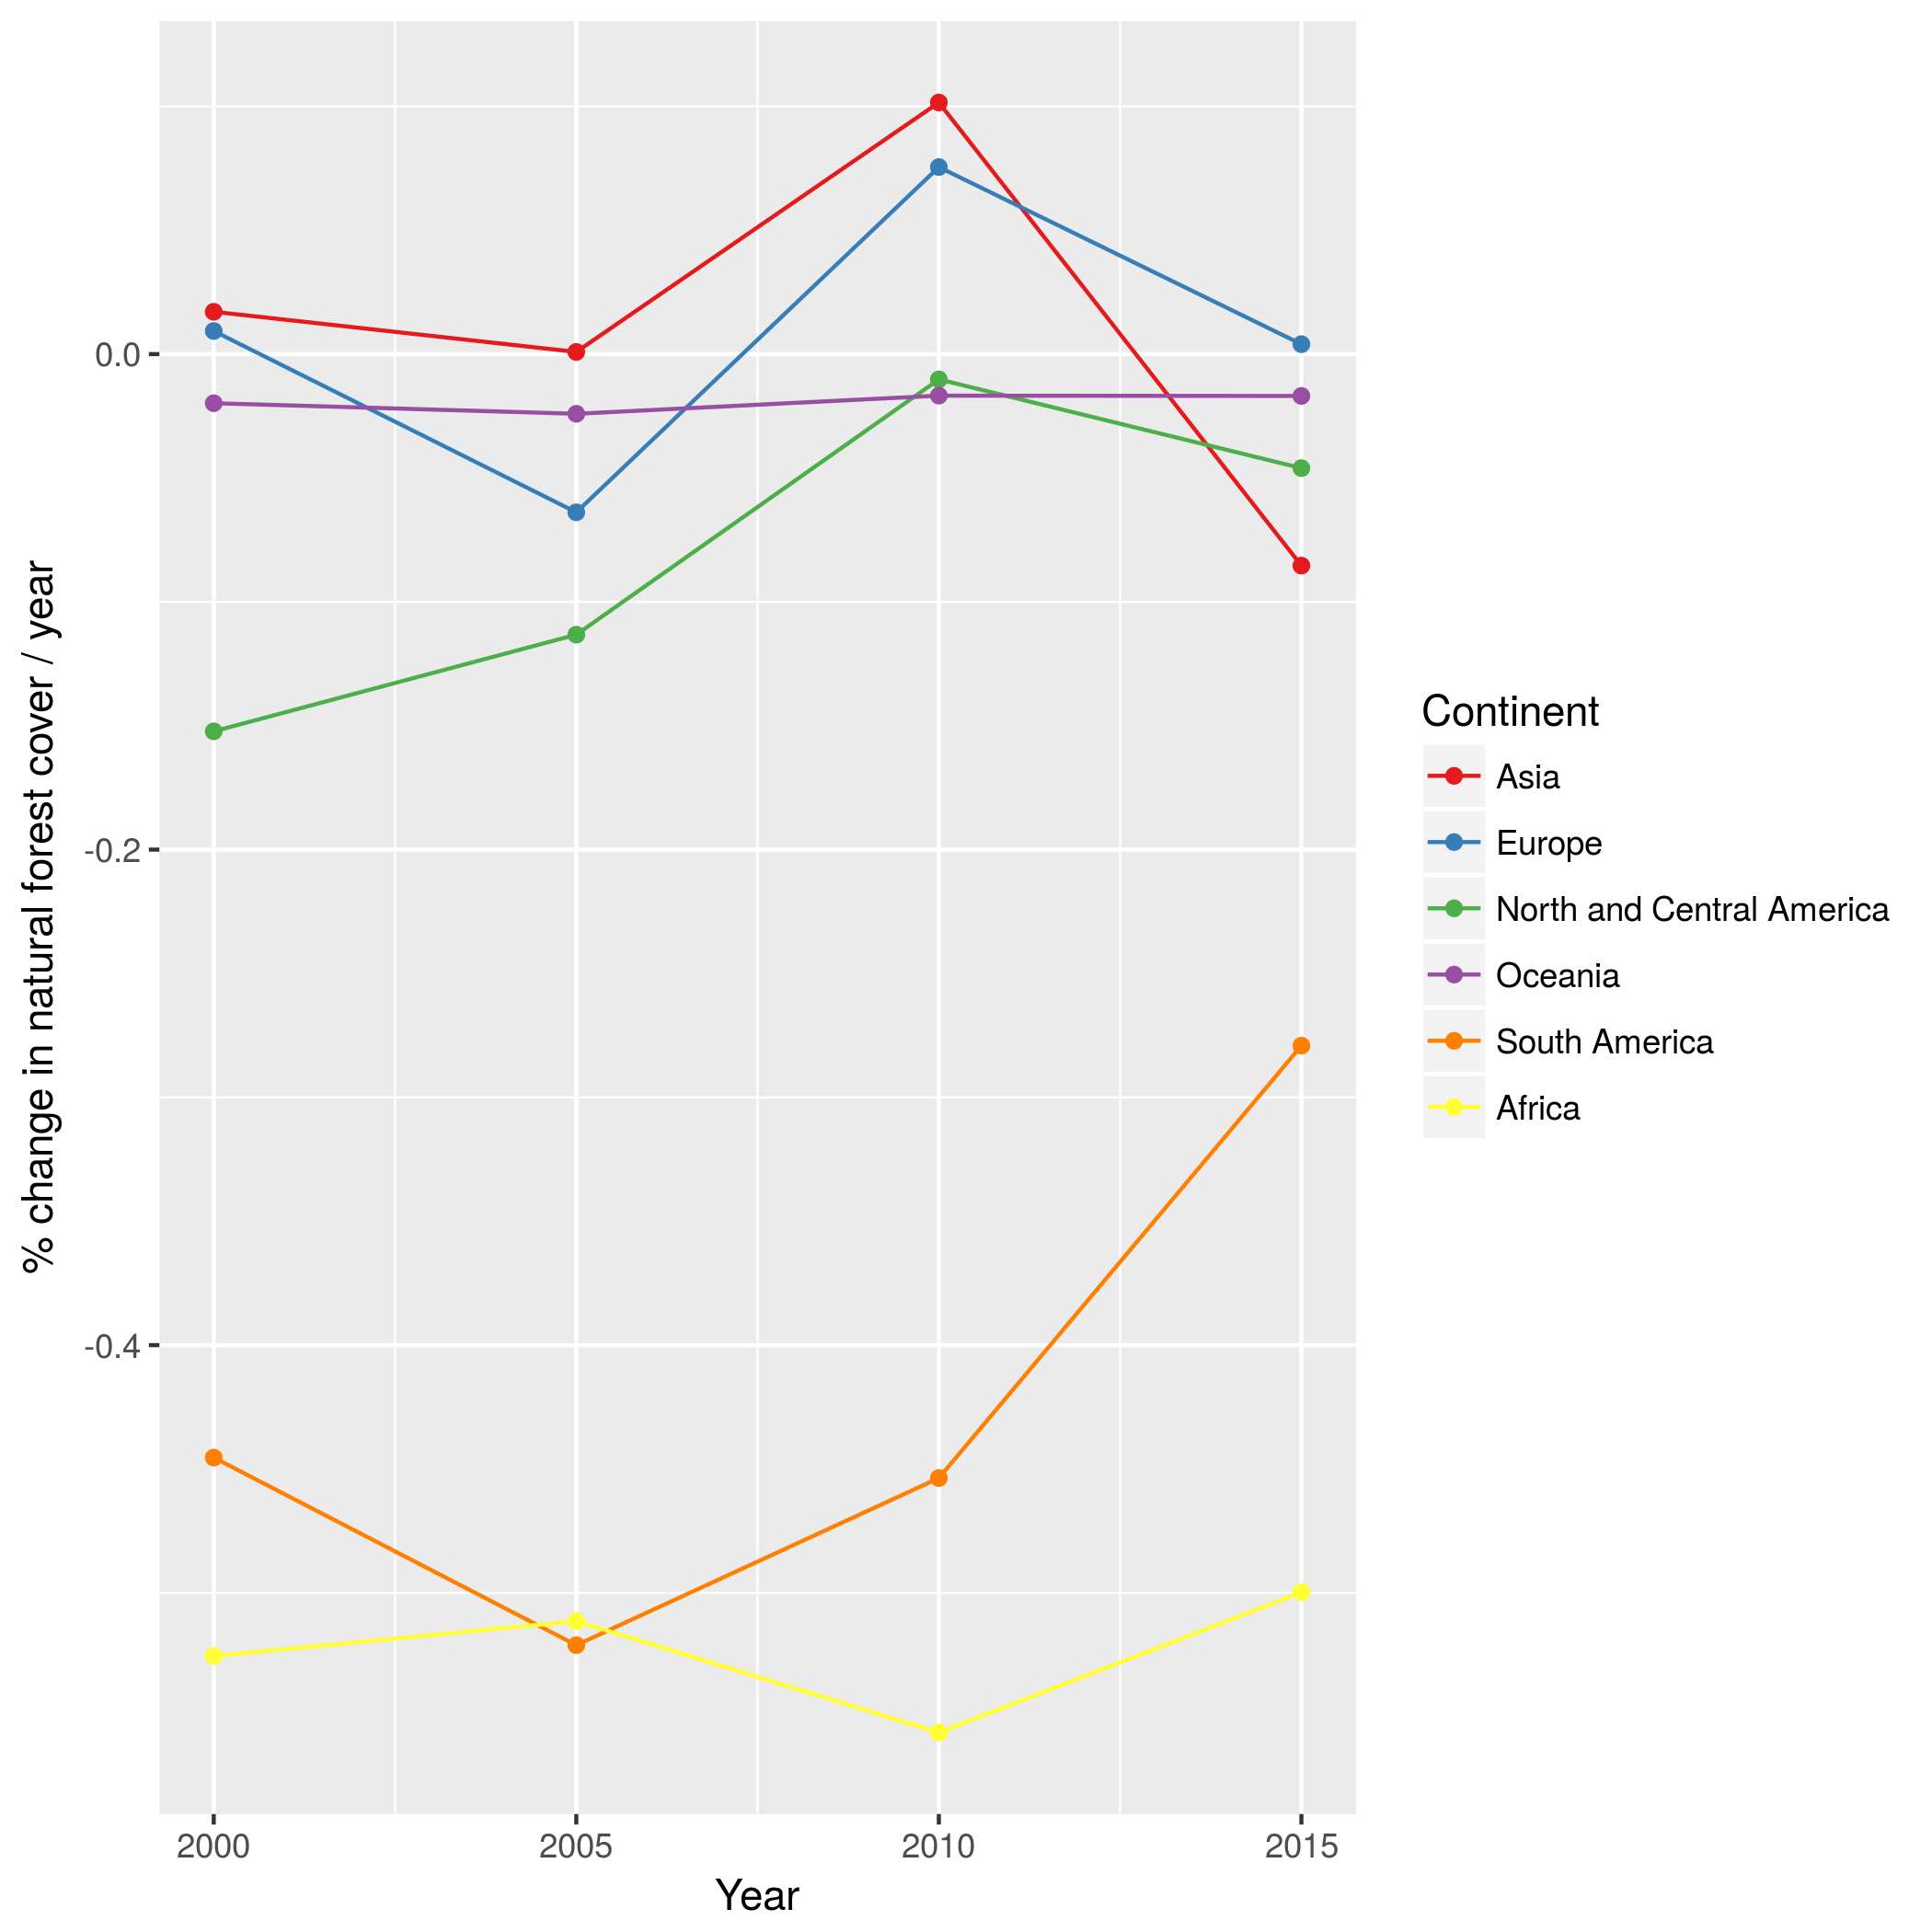 % change in natural forest cover / year
0.0
-0.2
-0.4
2000 2005 2010 2015
Year
Continent
Asia
Europe
North and Central America
Oceania
South America
Africa